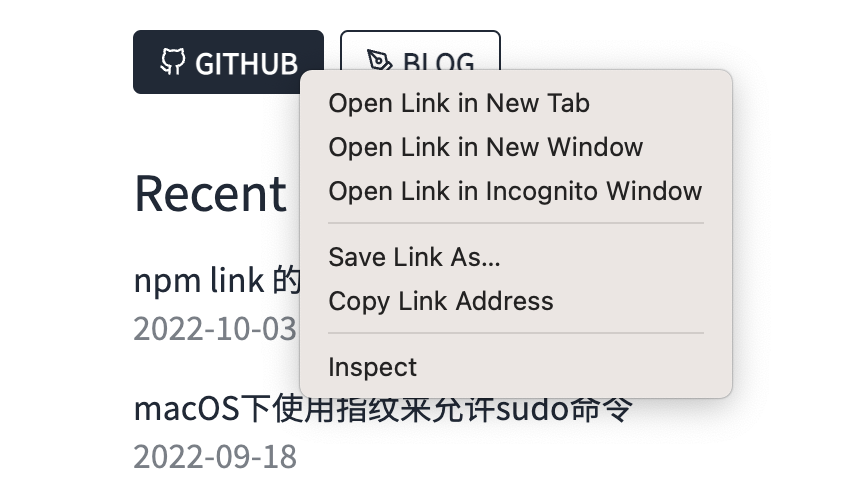 GITHUB
BLOG
Open Link in New Tab
Open Link in New Window
Open Link in Incognito Window
Save Link As...
Copy Link Address
Inspect
Recent
npm link 的
2022-10-03
macOS下使用指纹来允许sudo命令
2022-09-18